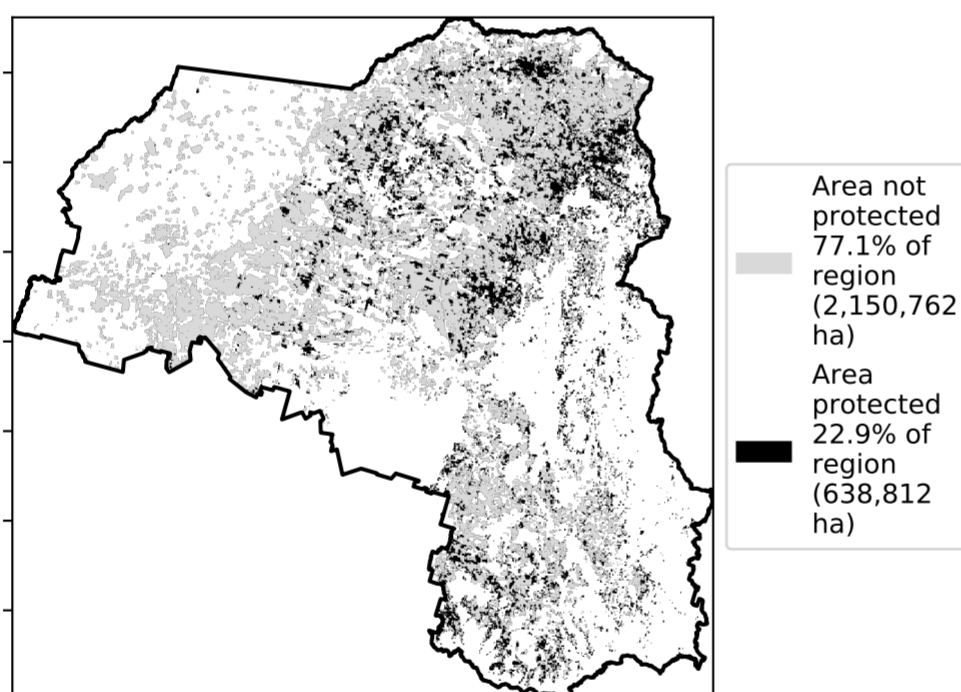 Area not
protected
77.1% of
region
(2,150,762
ha)
Area
protected
22.9% of
region
(638,812
ha)